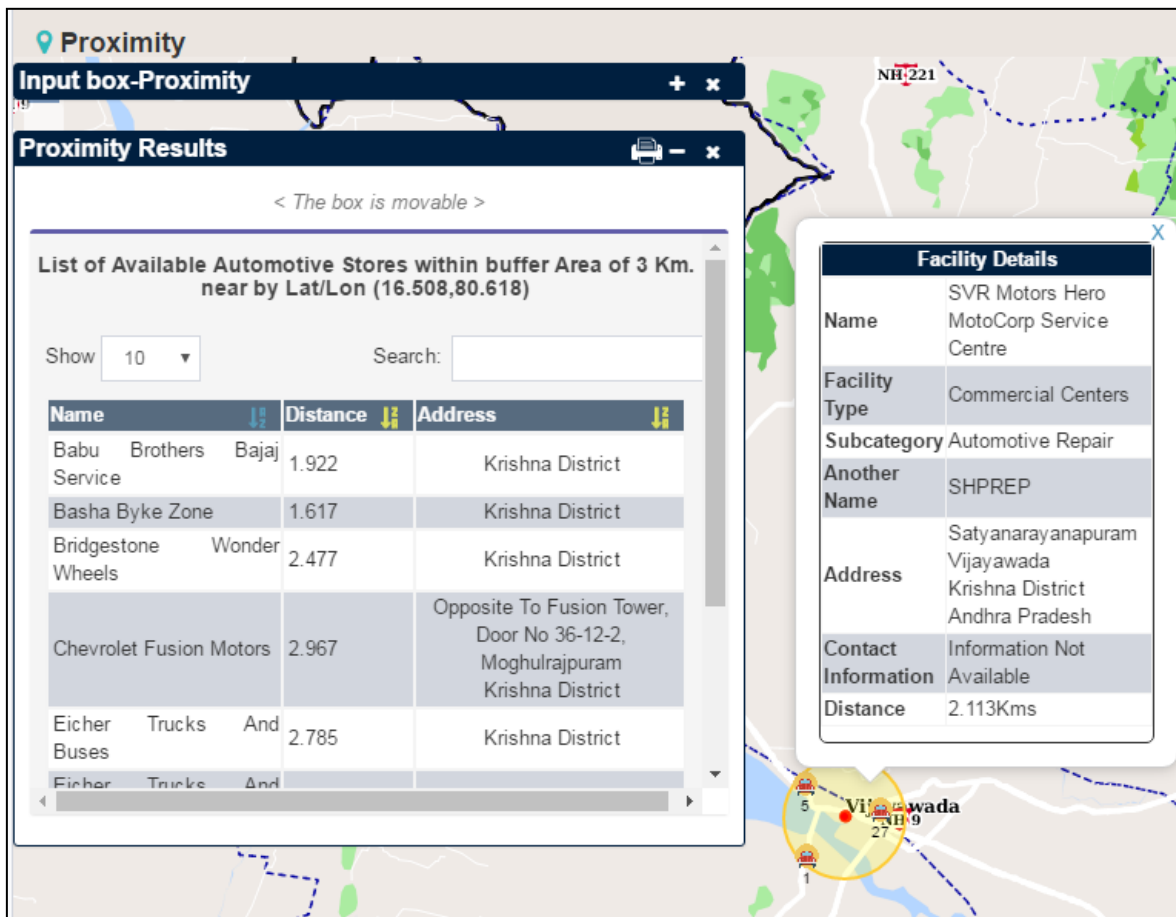 Proximity
Input box-Proximity
+ ×
NH-221
Proximity Results
– ×
< The box is movable >
X
List of Available Automotive Stores within buffer Area of 3 Km.
near by Lat/Lon (16.508,80.618)
Show 10 Search:
Name Distance Address
Babu Brothers Bajaj
Service
1.922
Krishna District
Basha Byke Zone 1.617 Krishna District
Bridgestone Wonder
Wheels
2.477
Krishna District
Chevrolet Fusion Motors
2.967
Opposite To Fusion Tower,
Door No 36-12-2,
Moghulrajpuram
Krishna District
Eicher Trucks And
Buses
2.785
Krishna District
Eicher Trucks And
Facility Details
Name
SVR Motors Hero
MotoCorp Service
Centre
Facility
Type
Commercial Centers
Subcategory Automotive Repair
Another
Name
SHPREP
Address
Satyanarayanapuram
Vijayawada
Krishna District
Andhra Pradesh
Contact
Information
Information Not
Available
Distance 2.113Kms
5
NH-9
27
1